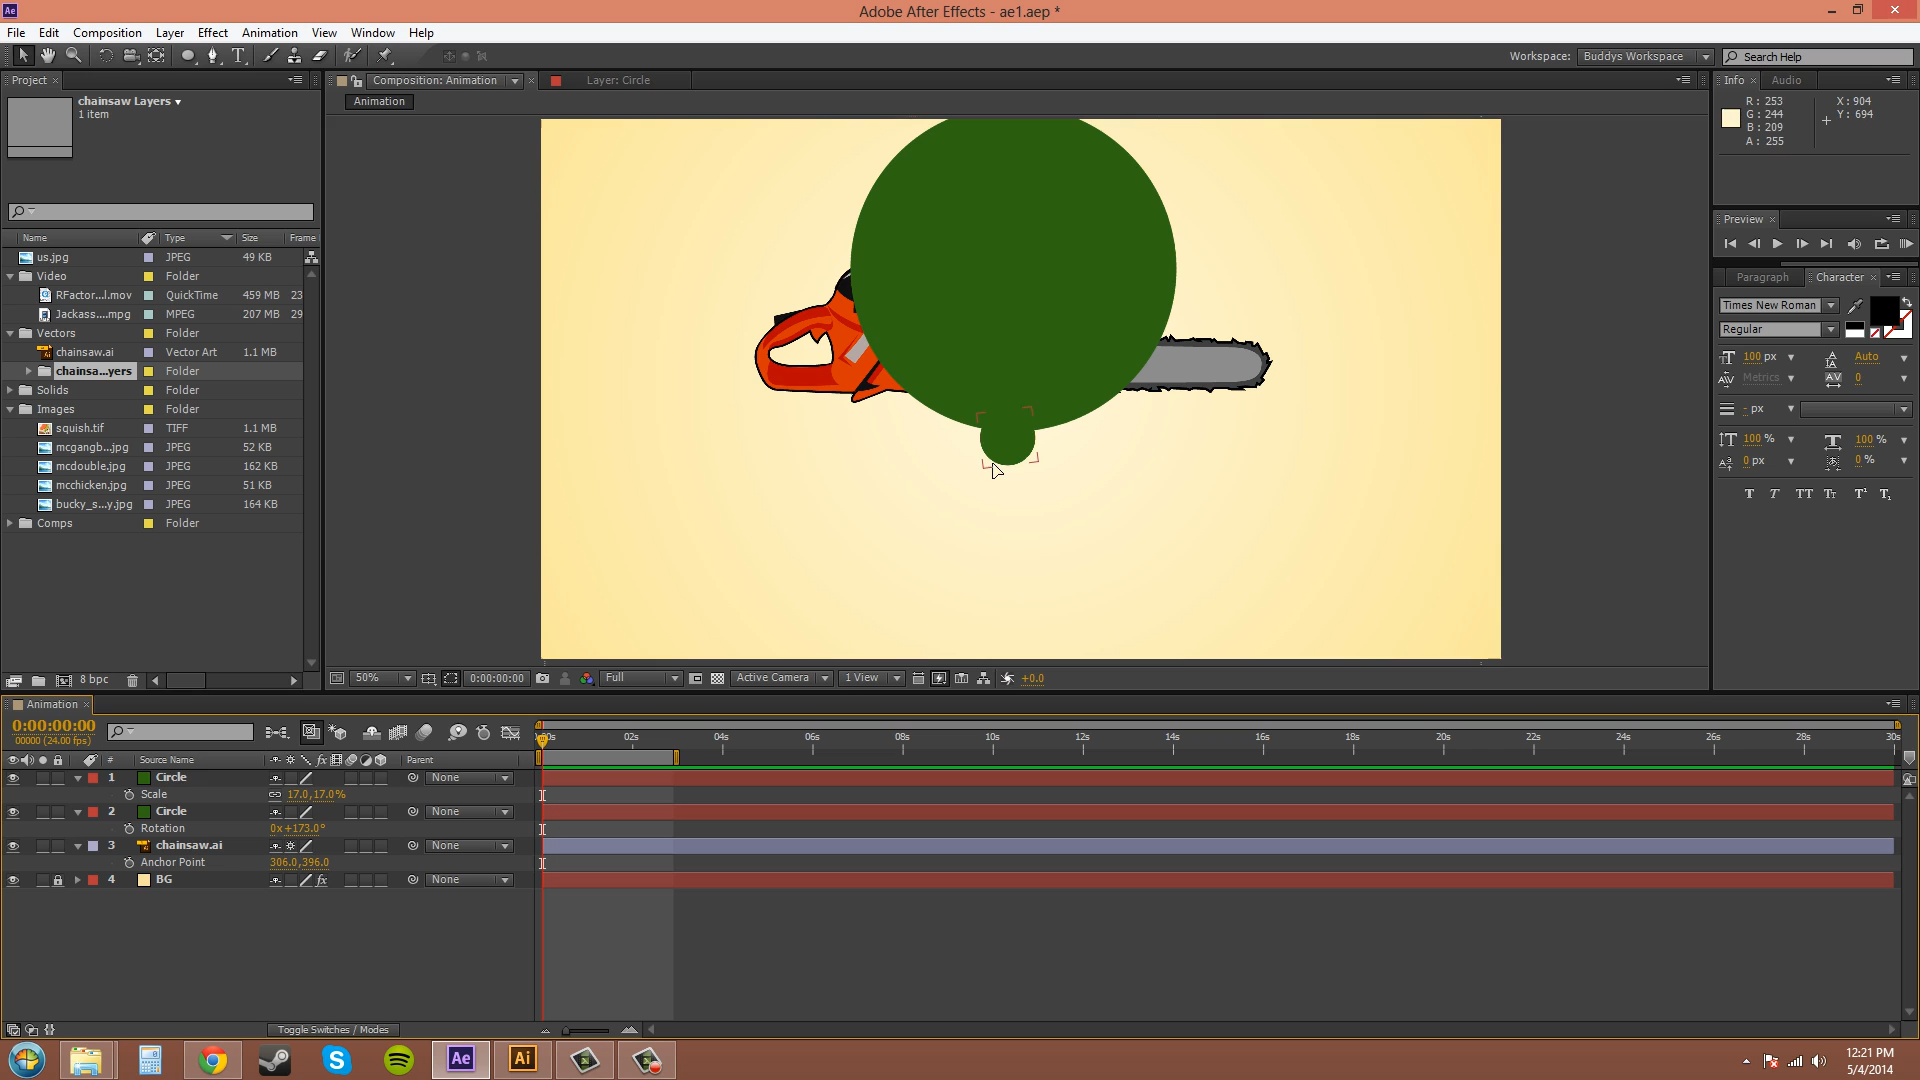 Ae Adobe After Effects - ae1.aep *
File Edit Composition Layer Effect Animation View Window Help
T Workspace: Buddys Workspace Search Help
Project × Composition: Animation × Layer: Circle Info × Audio
chainsaw Layers
1 item
Animation
R: 253
G: 244
B: 209
A: 255
X: 904
Y: 694
Preview ×
Name Type Size Frame
us.jpg JPEG 49 KB
Video Folder
RFactor...l.mov QuickTime 459 MB 23
Jackass....mpg MPEG 207 MB 29
Vectors Folder
chainsaw.ai Vector Art 1.1 MB
chainsa...yers Folder
Solids Folder
Images Folder
squish.tif TIFF 1.1 MB
mcgangb...jpg JPEG 52 KB
mcdouble.jpg JPEG 162 KB
mcchicken.jpg JPEG 51 KB
bucky_s...y.jpg JPEG 164 KB
Comps Folder
8 bpc
Paragraph Character ×
Times New Roman
Regular
100 px Auto
Metrics 0
- px
100 % 100 %
0 px 0 %
T T TT Tt T¹ T₁
50% 0:00:00:00 Full Active Camera 1 View +0.0
Animation ×
0:00:00:00
00000 (24.00 fps)
:00s 02s 04s 06s 08s 10s 12s 14s 16s 18s 20s 22s 24s 26s 28s 30s
# Source Name fx Parent
1 Circle None
Scale 17.0,17.0%
2 Circle None
Rotation 0x+173.0°
3 chainsaw.ai None
Anchor Point 306.0,396.0
4 BG fx None
Toggle Switches / Modes
Ae Ai
12:21 PM
5/4/2014